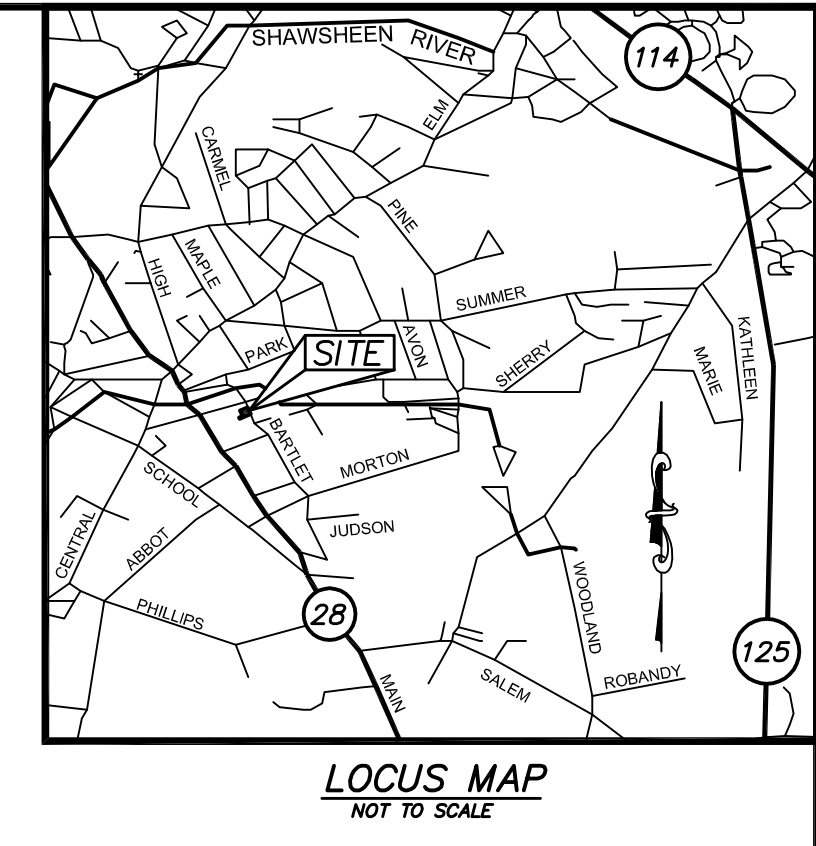 SHAWSHEEN RIVER
114
ELM
CARMEL
PINE
MAPLE
HIGH
SUMMER
KATHLEEN
AVON
PARK
SITE
SHERRY
MARIE
BARTLET
MORTON
SCHOOL
JUDSON
CENTRAL
ABBOT
WOODLAND
PHILLIPS
28
125
ROBANDY
SALEM
MAIN
LOCUS MAP
NOT TO SCALE